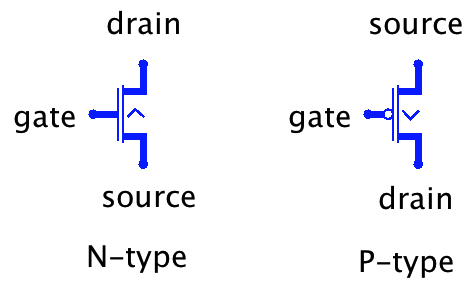 drain
gate
source
N-type
source
gate
drain
P-type